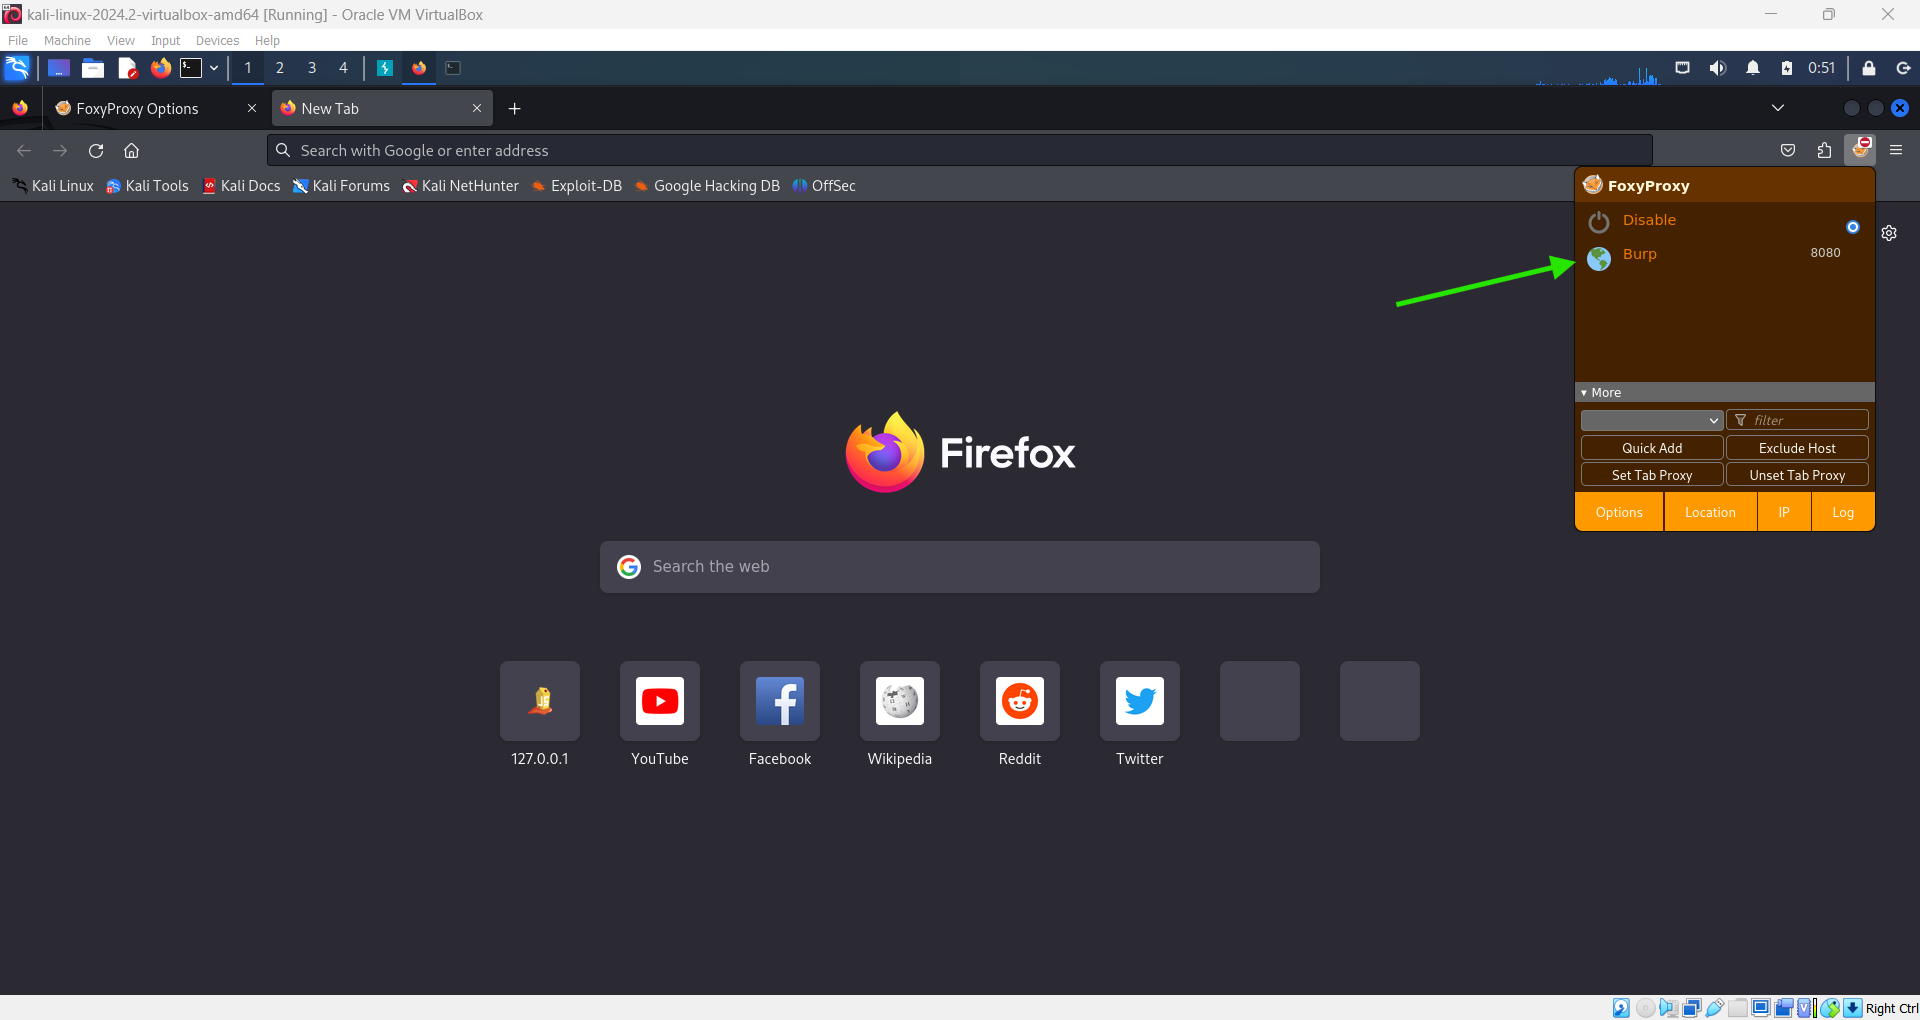 kali-linux-2024.2-virtualbox-amd64 [Running] - Oracle VM VirtualBox
File Machine View Input Devices Help
1 2 3 4 0:51
FoxyProxy Options New Tab
Search with Google or enter address
Kali Linux Kali Tools Kali Docs Kali Forums Kali NetHunter Exploit-DB Google Hacking DB OffSec
FoxyProxy
Disable
Burp 8080
▾ More
filter
Quick Add Exclude Host
Set Tab Proxy Unset Tab Proxy
Options Location IP Log
Firefox
Search the web
127.0.0.1 YouTube Facebook Wikipedia Reddit Twitter
Right Ctrl